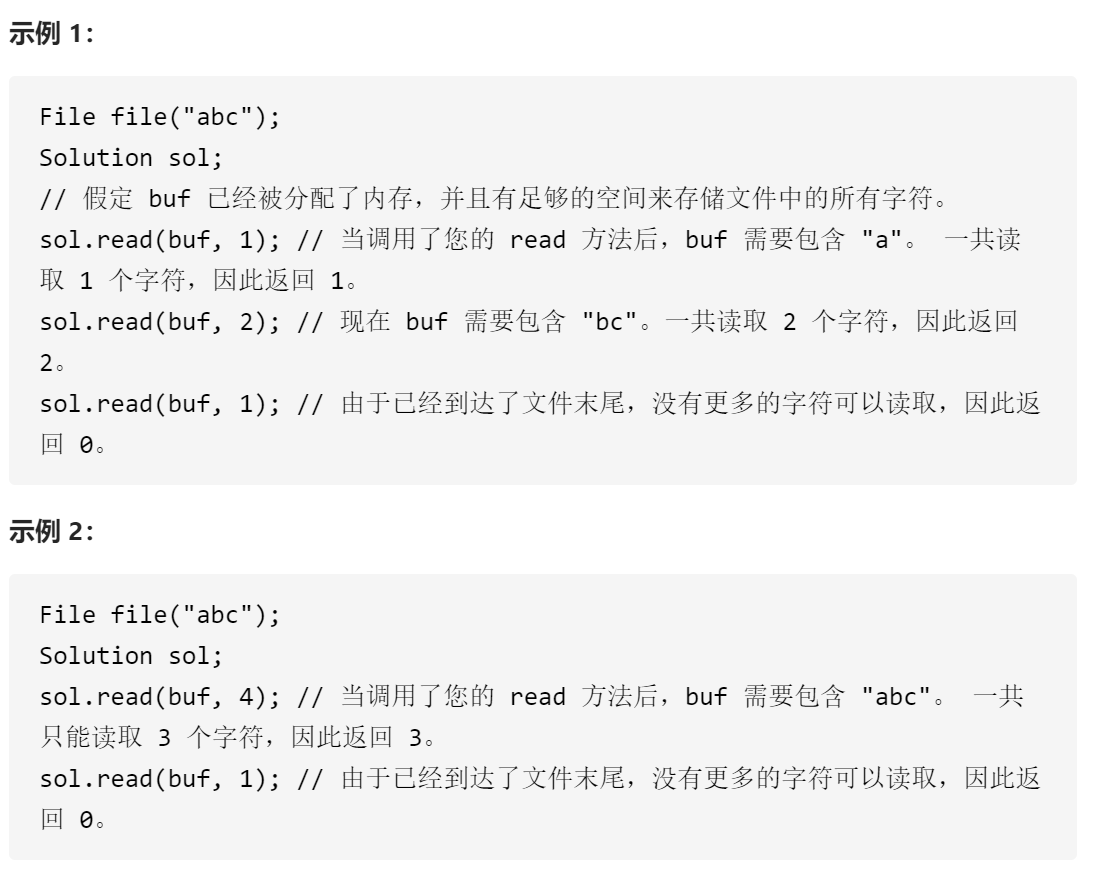 示例 1：
File file("abc");
Solution sol;
// 假定 buf 已经被分配了内存，并且有足够的空间来存储文件中的所有字符。
sol.read(buf, 1); // 当调用了您的 read 方法后，buf 需要包含 "a"。 一共读
取 1 个字符，因此返回 1。
sol.read(buf, 2); // 现在 buf 需要包含 "bc"。一共读取 2 个字符，因此返回
2。
sol.read(buf, 1); // 由于已经到达了文件末尾，没有更多的字符可以读取，因此返
回 0。
示例 2：
File file("abc");
Solution sol;
sol.read(buf, 4); // 当调用了您的 read 方法后，buf 需要包含 "abc"。 一共
只能读取 3 个字符，因此返回 3。
sol.read(buf, 1); // 由于已经到达了文件末尾，没有更多的字符可以读取，因此返
回 0。